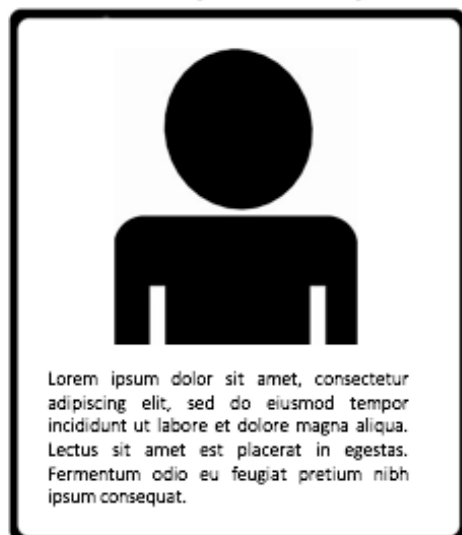 Lorem ipsum dolor sit amet, consectetur
adipiscing elit, sed do eiusmod tempor
incididunt ut labore et dolore magna aliqua.
Lectus sit amet est placerat in egestas.
Fermentum odio eu feugiat pretium nibh
ipsum consequat.